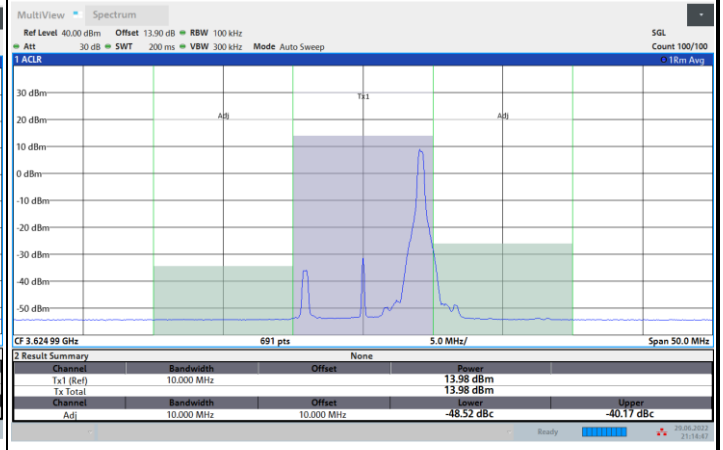 MultiView Spectrum
Ref Level 40.00 dBm Offset 13.90 dB RBW 100 kHz SGL
Att 30 dB SWT 200 ms VBW 300 kHz Mode Auto Sweep Count 100/100
1 ACLR 1Rm Avg
30 dBm
Tx1
20 dBm
Adj Adj
10 dBm
0 dBm
-10 dBm
-20 dBm
-30 dBm
-40 dBm
-50 dBm
CF 3.624 99 GHz 691 pts 5.0 MHz/ Span 50.0 MHz
2 Result Summary None
Channel Bandwidth Offset Power
Tx1 (Ref) 10.000 MHz 13.98 dBm
Tx Total 13.98 dBm
Channel Bandwidth Offset Lower Upper
Adj 10.000 MHz 10.000 MHz -48.52 dBc -40.17 dBc
Ready 29.08.2022
21:14:47